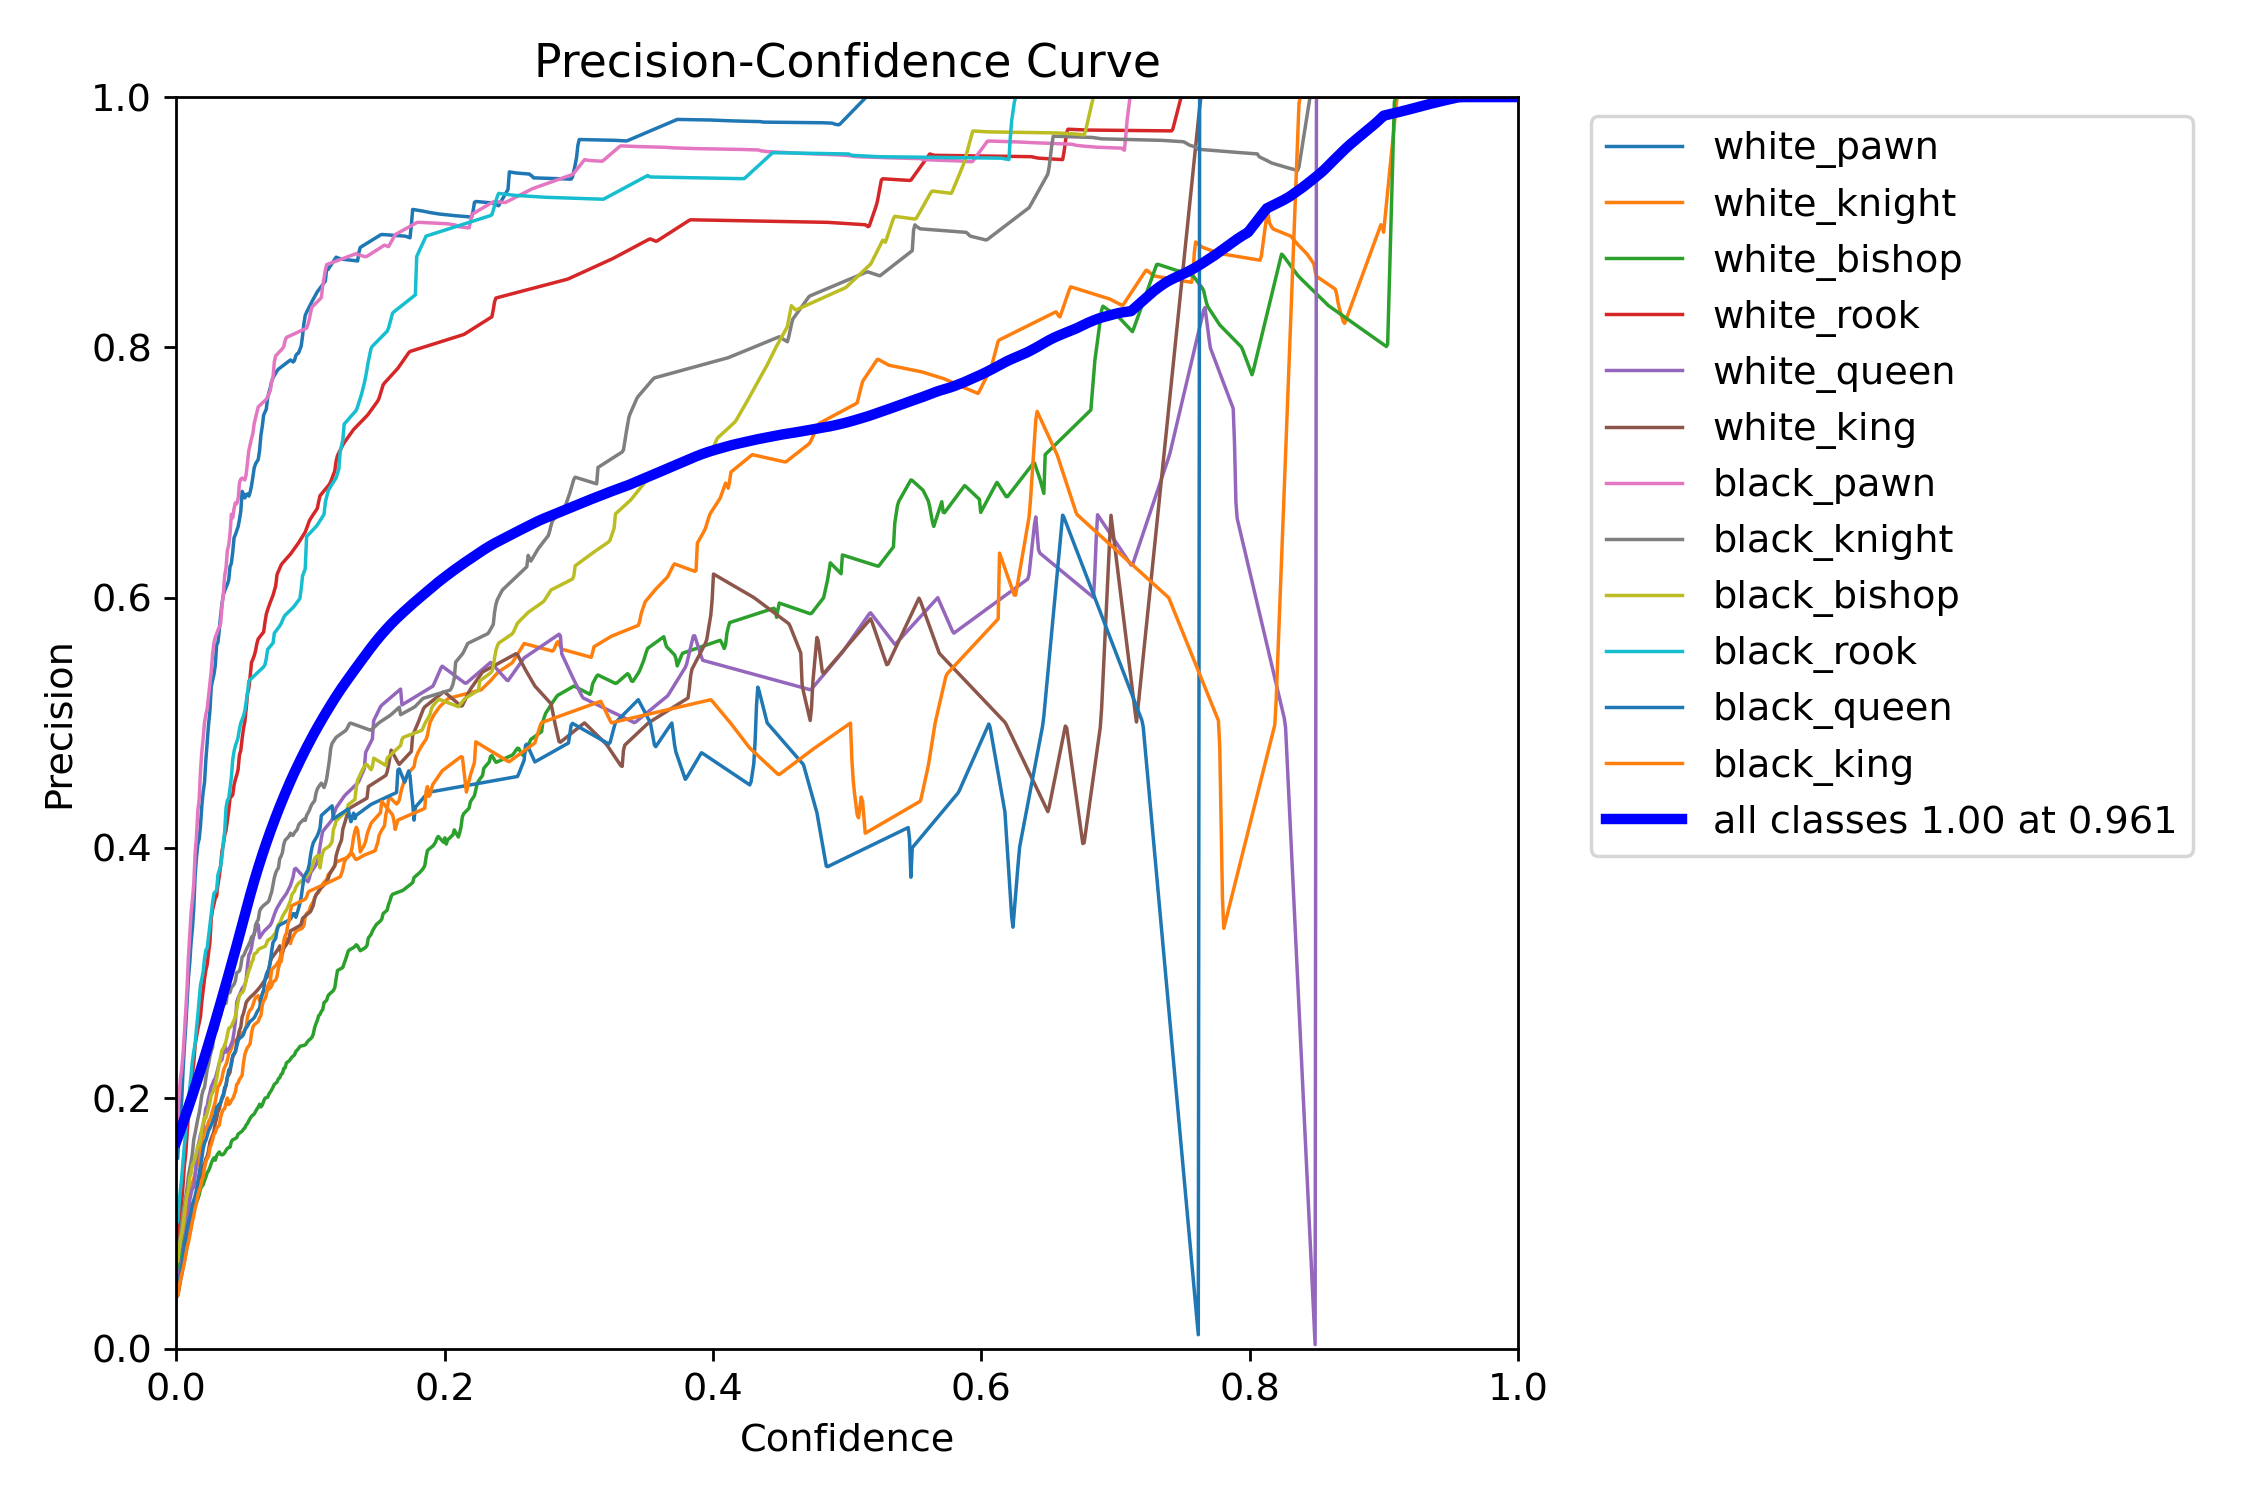 Precision-Confidence Curve
1.0
0.8
0.6
0.4
0.2
0.0
Precision
0.0 0.2 0.4 0.6 0.8 1.0
Confidence
white_pawn
white_knight
white_bishop
white_rook
white_queen
white_king
black_pawn
black_knight
black_bishop
black_rook
black_queen
black_king
all classes 1.00 at 0.961